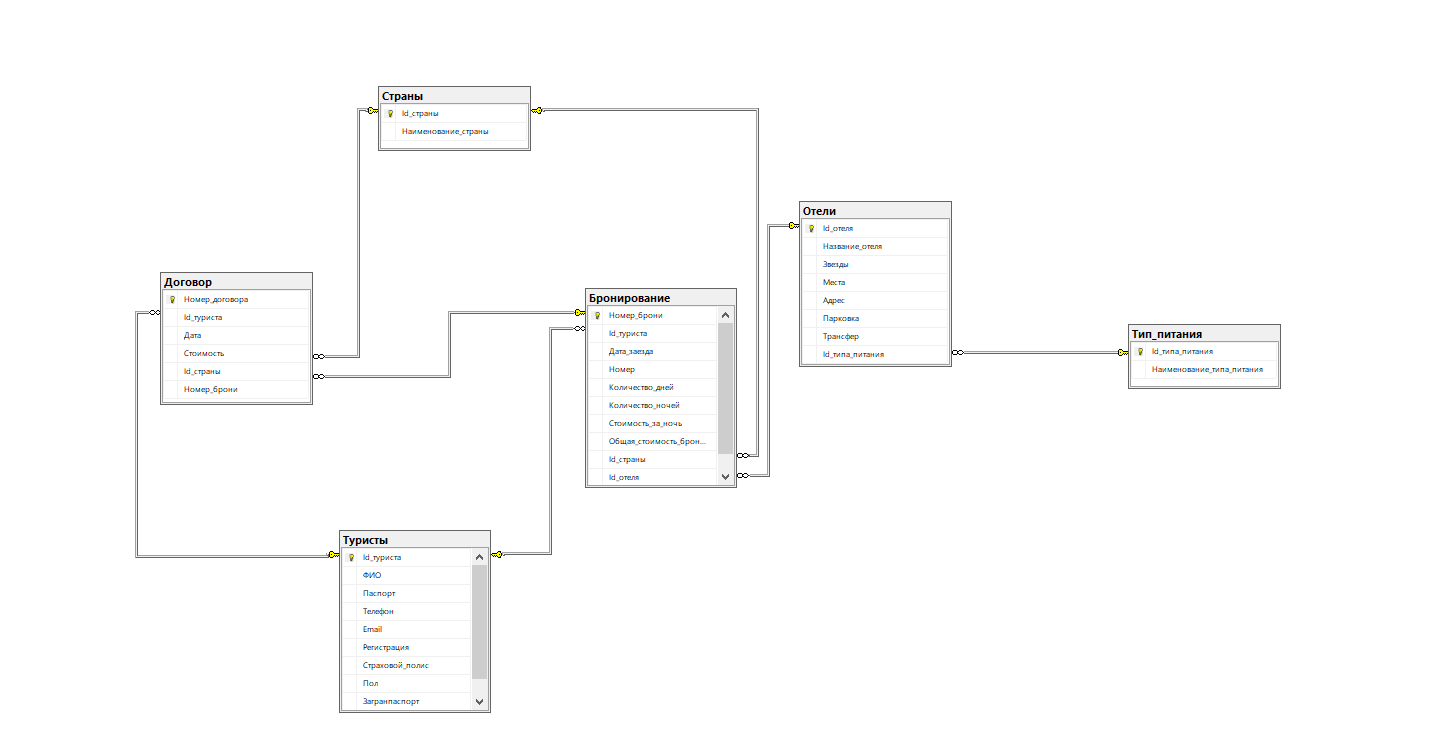 Страны
Id_страны
Наименование_страны
Отели
Id_отеля
Название_отеля
Звезды
Места
Адрес
Парковка
Трансфер
Id_типа_питания
Договор
Номер_договора
Id_туриста
Дата
Стоимость
Id_страны
Номер_брони
Бронирование
Номер_брони
Id_туриста
Дата_заезда
Номер
Количество_дней
Количество_ночей
Стоимость_за_ночь
Общая_стоимость_брон...
Id_страны
Id_отеля
Тип_питания
Id_типа_питания
Наименование_типа_питания
Туристы
Id_туриста
ФИО
Паспорт
Телефон
Email
Регистрация
Страховой_полис
Пол
Загранпаспорт